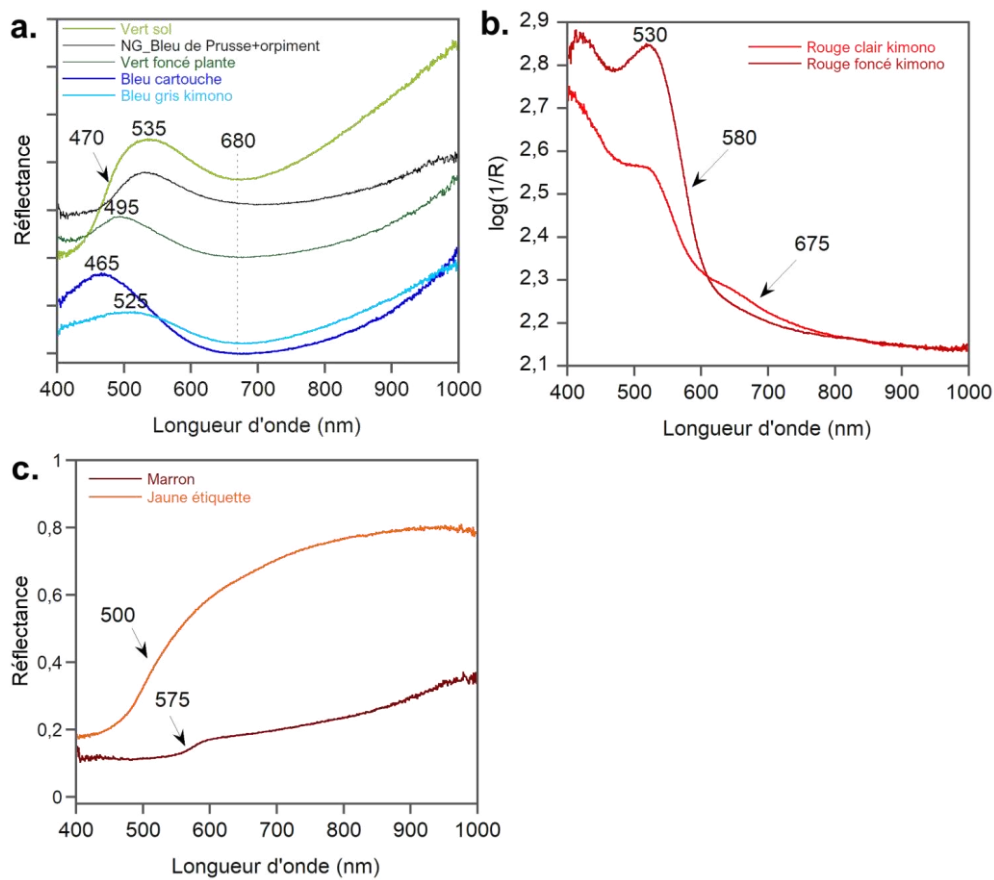 a.
Vert sol
NG_Bleu de Prusse+orpiment
Vert foncé plante
Bleu cartouche
Bleu gris kimono
470
535
680
495
465
525
Réflectance
400 500 600 700 800 900 1000
Longueur d'onde (nm)
b.
2,9
2,8
2,7
2,6
2,5
2,4
2,3
2,2
2,1
log(1/R)
530
Rouge clair kimono
Rouge foncé kimono
580
675
400 500 600 700 800 900 1000
Longueur d'onde (nm)
c.
1
0,8
0,6
0,4
0,2
0
Réflectance
Marron
Jaune étiquette
500
575
400 500 600 700 800 900 1000
Longueur d'onde (nm)